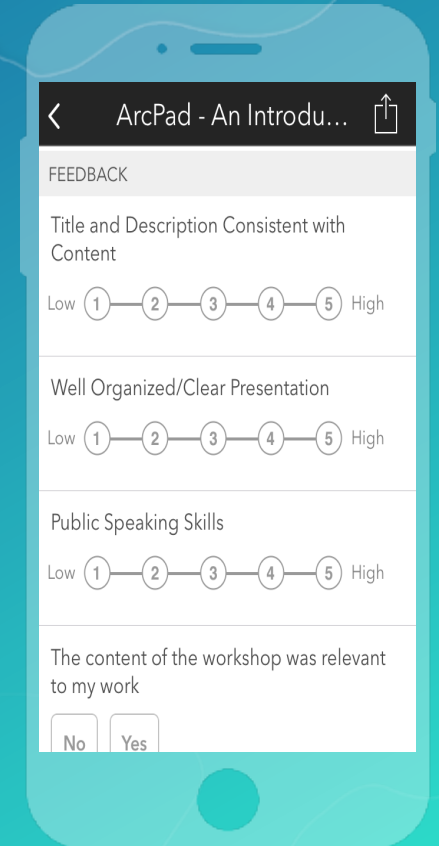 ArcPad - An Introdu...
FEEDBACK
Title and Description Consistent with
Content
Low 1 2 3 4 5 High
Well Organized/Clear Presentation
Low 1 2 3 4 5 High
Public Speaking Skills
Low 1 2 3 4 5 High
The content of the workshop was relevant
to my work
No Yes